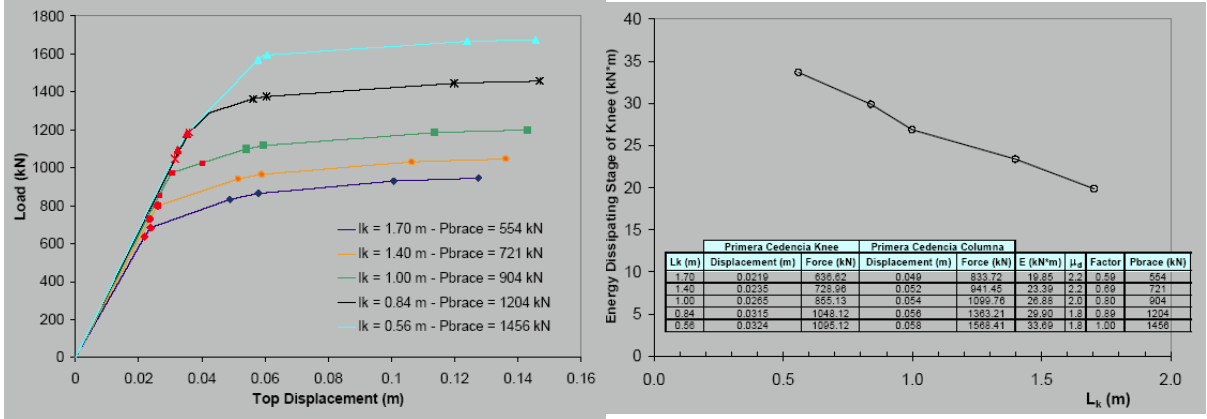 1800
1600
1400
1200
1000
800
600
400
200
0
Load (kN)
0 0.02 0.04 0.06 0.08 0.1 0.12 0.14 0.16
Top Displacement (m)
lk = 1.70 m - Pbrace = 554 kN
lk = 1.40 m - Pbrace = 721 kN
lk = 1.00 m - Pbrace = 904 kN
lk = 0.84 m - Pbrace = 1204 kN
lk = 0.56 m - Pbrace = 1456 kN
Energy Dissipating Stage of Knee (kN*m)
40
35
30
25
20
15
10
5
0
Primera Cedencia Knee Primera Cedencia Columna
Lk (m) Displacement (m) Force (kN) Displacement (m) Force (kN) E (kN*m) μd Factor Pbrace (kN)
1.70 0.0219 636.62 0.049 833.72 19.85 2.2 0.59 554
1.40 0.0235 728.96 0.052 941.45 23.39 2.2 0.69 721
1.00 0.0265 855.13 0.054 1099.76 26.88 2.0 0.80 904
0.84 0.0315 1048.12 0.056 1363.21 29.90 1.8 0.89 1204
0.56 0.0324 1095.12 0.058 1568.41 33.69 1.8 1.00 1456
0.0 0.5 1.0 1.5 2.0
Lk (m)